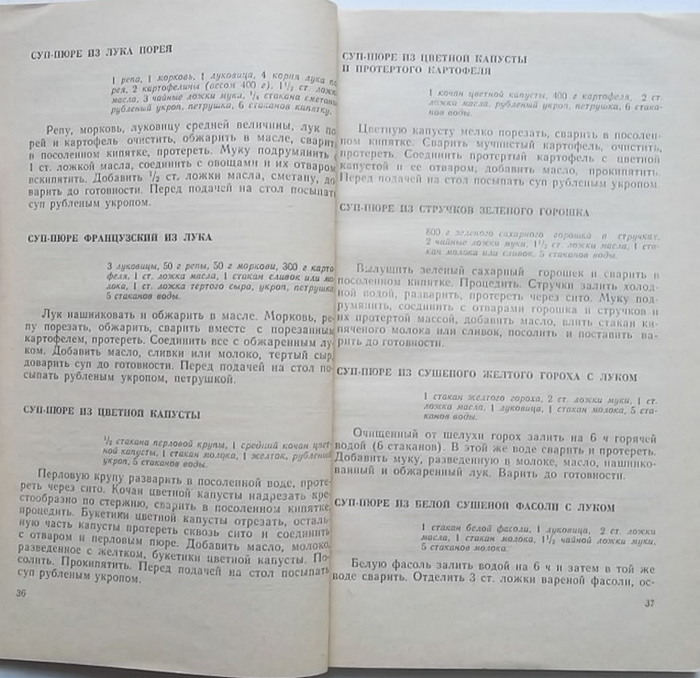 СУП-ПЮРЕ ИЗ ЛУКА ПОРЕЯ
1 репа, 1 морковь, 1 луковица, 4 корня лука по-
рея, 2 картофелины (весом 400 г), 1½ ст. ложки
масла, 3 чайные ложки муки, ½ стакана сметаны,
рубленый укроп, петрушка, 6 стаканов кипятку.
Репу, морковь, луковицу средней величины, лук по-
рей и картофель очистить, обжарить в масле, сварить
в посоленном кипятке, протереть. Муку подрумянить с
1 ст. ложкой масла, соединить с овощами и их отваром,
вскипятить. Добавить ½ ст. ложки масла, сметану, до-
варить до готовности. Перед подачей на стол посыпать
суп рубленым укропом.
СУП-ПЮРЕ ФРАНЦУЗСКИЙ ИЗ ЛУКА
3 луковицы, 50 г репы, 50 г моркови, 300 г карто-
феля, 1 ст. ложка масла, 1 стакан сливок или мо-
лока, 1 ст. ложка тертого сыра, укроп, петрушка,
5 стаканов воды.
Лук нашинковать и обжарить в масле. Морковь, ре-
пу порезать, обжарить, сварить вместе с порезанным
картофелем, протереть. Соединить все с обжаренным лу-
ком. Добавить масло, сливки или молоко, тертый сыр,
доварить суп до готовности. Перед подачей на стол по-
сыпать рубленым укропом, петрушкой.
СУП-ПЮРЕ ИЗ ЦВЕТНОЙ КАПУСТЫ
½ стакана перловой крупы, 1 средний кочан цвет-
ной капусты, 1 стакан молока, 1 желток, рубленый
укроп, 5 стаканов воды.
Перловую крупу разварить в посоленной воде, проте-
реть через сито. Кочан цветной капусты надрезать кре-
стообразно по стержню, сварить в посоленном кипятке,
процедить. Букетики цветной капусты отрезать, осталь-
ную часть капусты протереть сквозь сито и соединить
с отваром и перловым пюре. Добавить масло, молоко,
разведенное с желтком, букетики цветной капусты. По-
солить. Прокипятить. Перед подачей на стол посыпать
суп рубленым укропом.
36
СУП-ПЮРЕ ИЗ ЦВЕТНОЙ КАПУСТЫ
И ПРОТЕРТОГО КАРТОФЕЛЯ
1 кочан цветной капусты, 400 г картофеля, 2 ст.
ложки масла, рубленый укроп, петрушка, 6 стака-
нов воды.
Цветную капусту мелко порезать, сварить в посолен-
ном кипятке. Сварить мучнистый картофель, очистить,
протереть. Соединить протертый картофель с цветной
капустой и ее отваром, добавить масло, прокипятить.
Перед подачей на стол посыпать суп рубленым укропом.
СУП-ПЮРЕ ИЗ СТРУЧКОВ ЗЕЛЕНОГО ГОРОШКА
600 г зеленого сахарного горошка в стручках,
2 чайные ложки муки, 1½ ст. ложки масла, 1 ста-
кан молока или сливок, 5 стаканов воды.
Вылущить зеленый сахарный горошек и сварить в
посоленном кипятке. Процедить. Стручки залить холод-
ной водой, разварить, протереть через сито. Муку под-
румянить, соединить с отварами горошка и стручков и
их протертой массой, добавить масло, влить стакан ки-
пяченого молока или сливок, посолить и поставить ва-
рить до готовности.
СУП-ПЮРЕ ИЗ СУШЕНОГО ЖЕЛТОГО ГОРОХА С ЛУКОМ
1 стакан желтого гороха, 2 ст. ложки муки, 1 ст.
ложка масла, 1 луковица, 1 стакан молока, 5 ста-
канов воды.
Очищенный от шелухи горох залить на 6 ч горячей
водой (6 стаканов). В этой же воде сварить и протереть.
Добавить муку, разведенную в молоке, масло, нашинко-
ванный и обжаренный лук. Варить до готовности.
СУП-ПЮРЕ ИЗ БЕЛОЙ СУШЕНОЙ ФАСОЛИ С ЛУКОМ
1 стакан белой фасоли, 1 луковица, 2 ст. ложки
масла, 1 стакан молока, 1½ чайной ложки муки,
5 стаканов молока.
Белую фасоль залить водой на 6 ч и затем в той же
воде сварить. Отделить 3 ст. ложки вареной фасоли, ос-
37